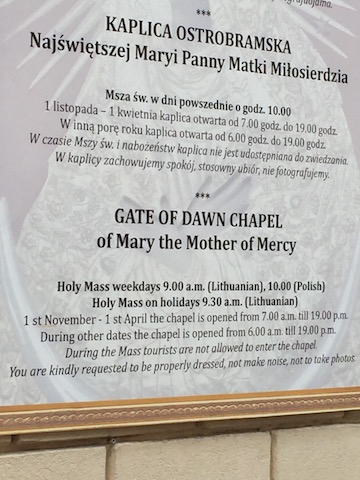 ***
KAPLICA OSTROBRAMSKA
Najświętszej Maryi Panny Matki Miłosierdzia
Msza św. w dni powszednie o godz. 10.00
1 listopada – 1 kwietnia kaplica otwarta od 7.00 godz. do 19.00 godz.
W inną porę roku kaplica otwarta od 6.00 godz. do 19.00 godz.
W czasie Mszy św. i nabożeństw kaplica nie jest udostępniana do zwiedzania.
W kaplicy zachowujemy spokój, stosowny ubiór, nie fotografujemy.
***
GATE OF DAWN CHAPEL
of Mary the Mother of Mercy
Holy Mass weekdays 9.00 a.m. (Lithuanian), 10.00 (Polish)
Holy Mass on holidays 9.30 a.m. (Lithuanian)
1 st November - 1 st April the chapel is opened from 7.00 a.m. till 19.00 p.m.
During other dates the chapel is opened from 6.00 a.m. till 19.00 p.m.
During the Mass tourists are not allowed to enter the chapel.
You are kindly requested to be properly dressed, not make noise, not to take photos.